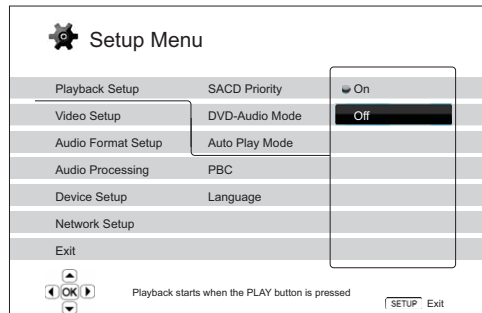 Setup Menu
Playback Setup SACD Priority On
Video Setup DVD-Audio Mode Off
Audio Format Setup Auto Play Mode
Audio Processing PBC
Device Setup Language
Network Setup
Exit
OK Playback starts when the PLAY button is pressed
SETUP Exit